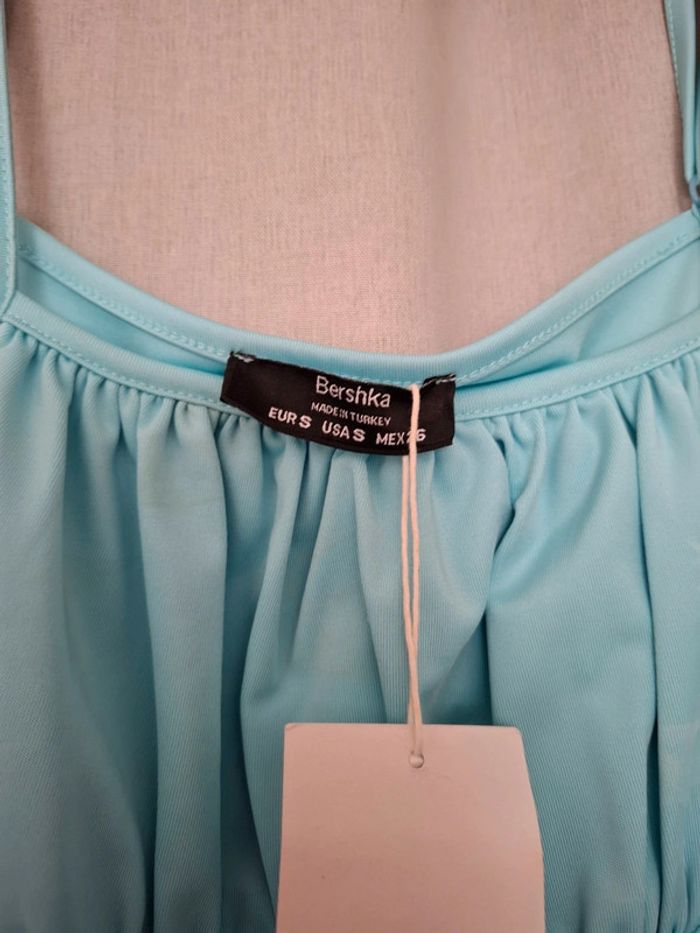 Bershka
MADE IN TURKEY
EUR S USA S MEX 26